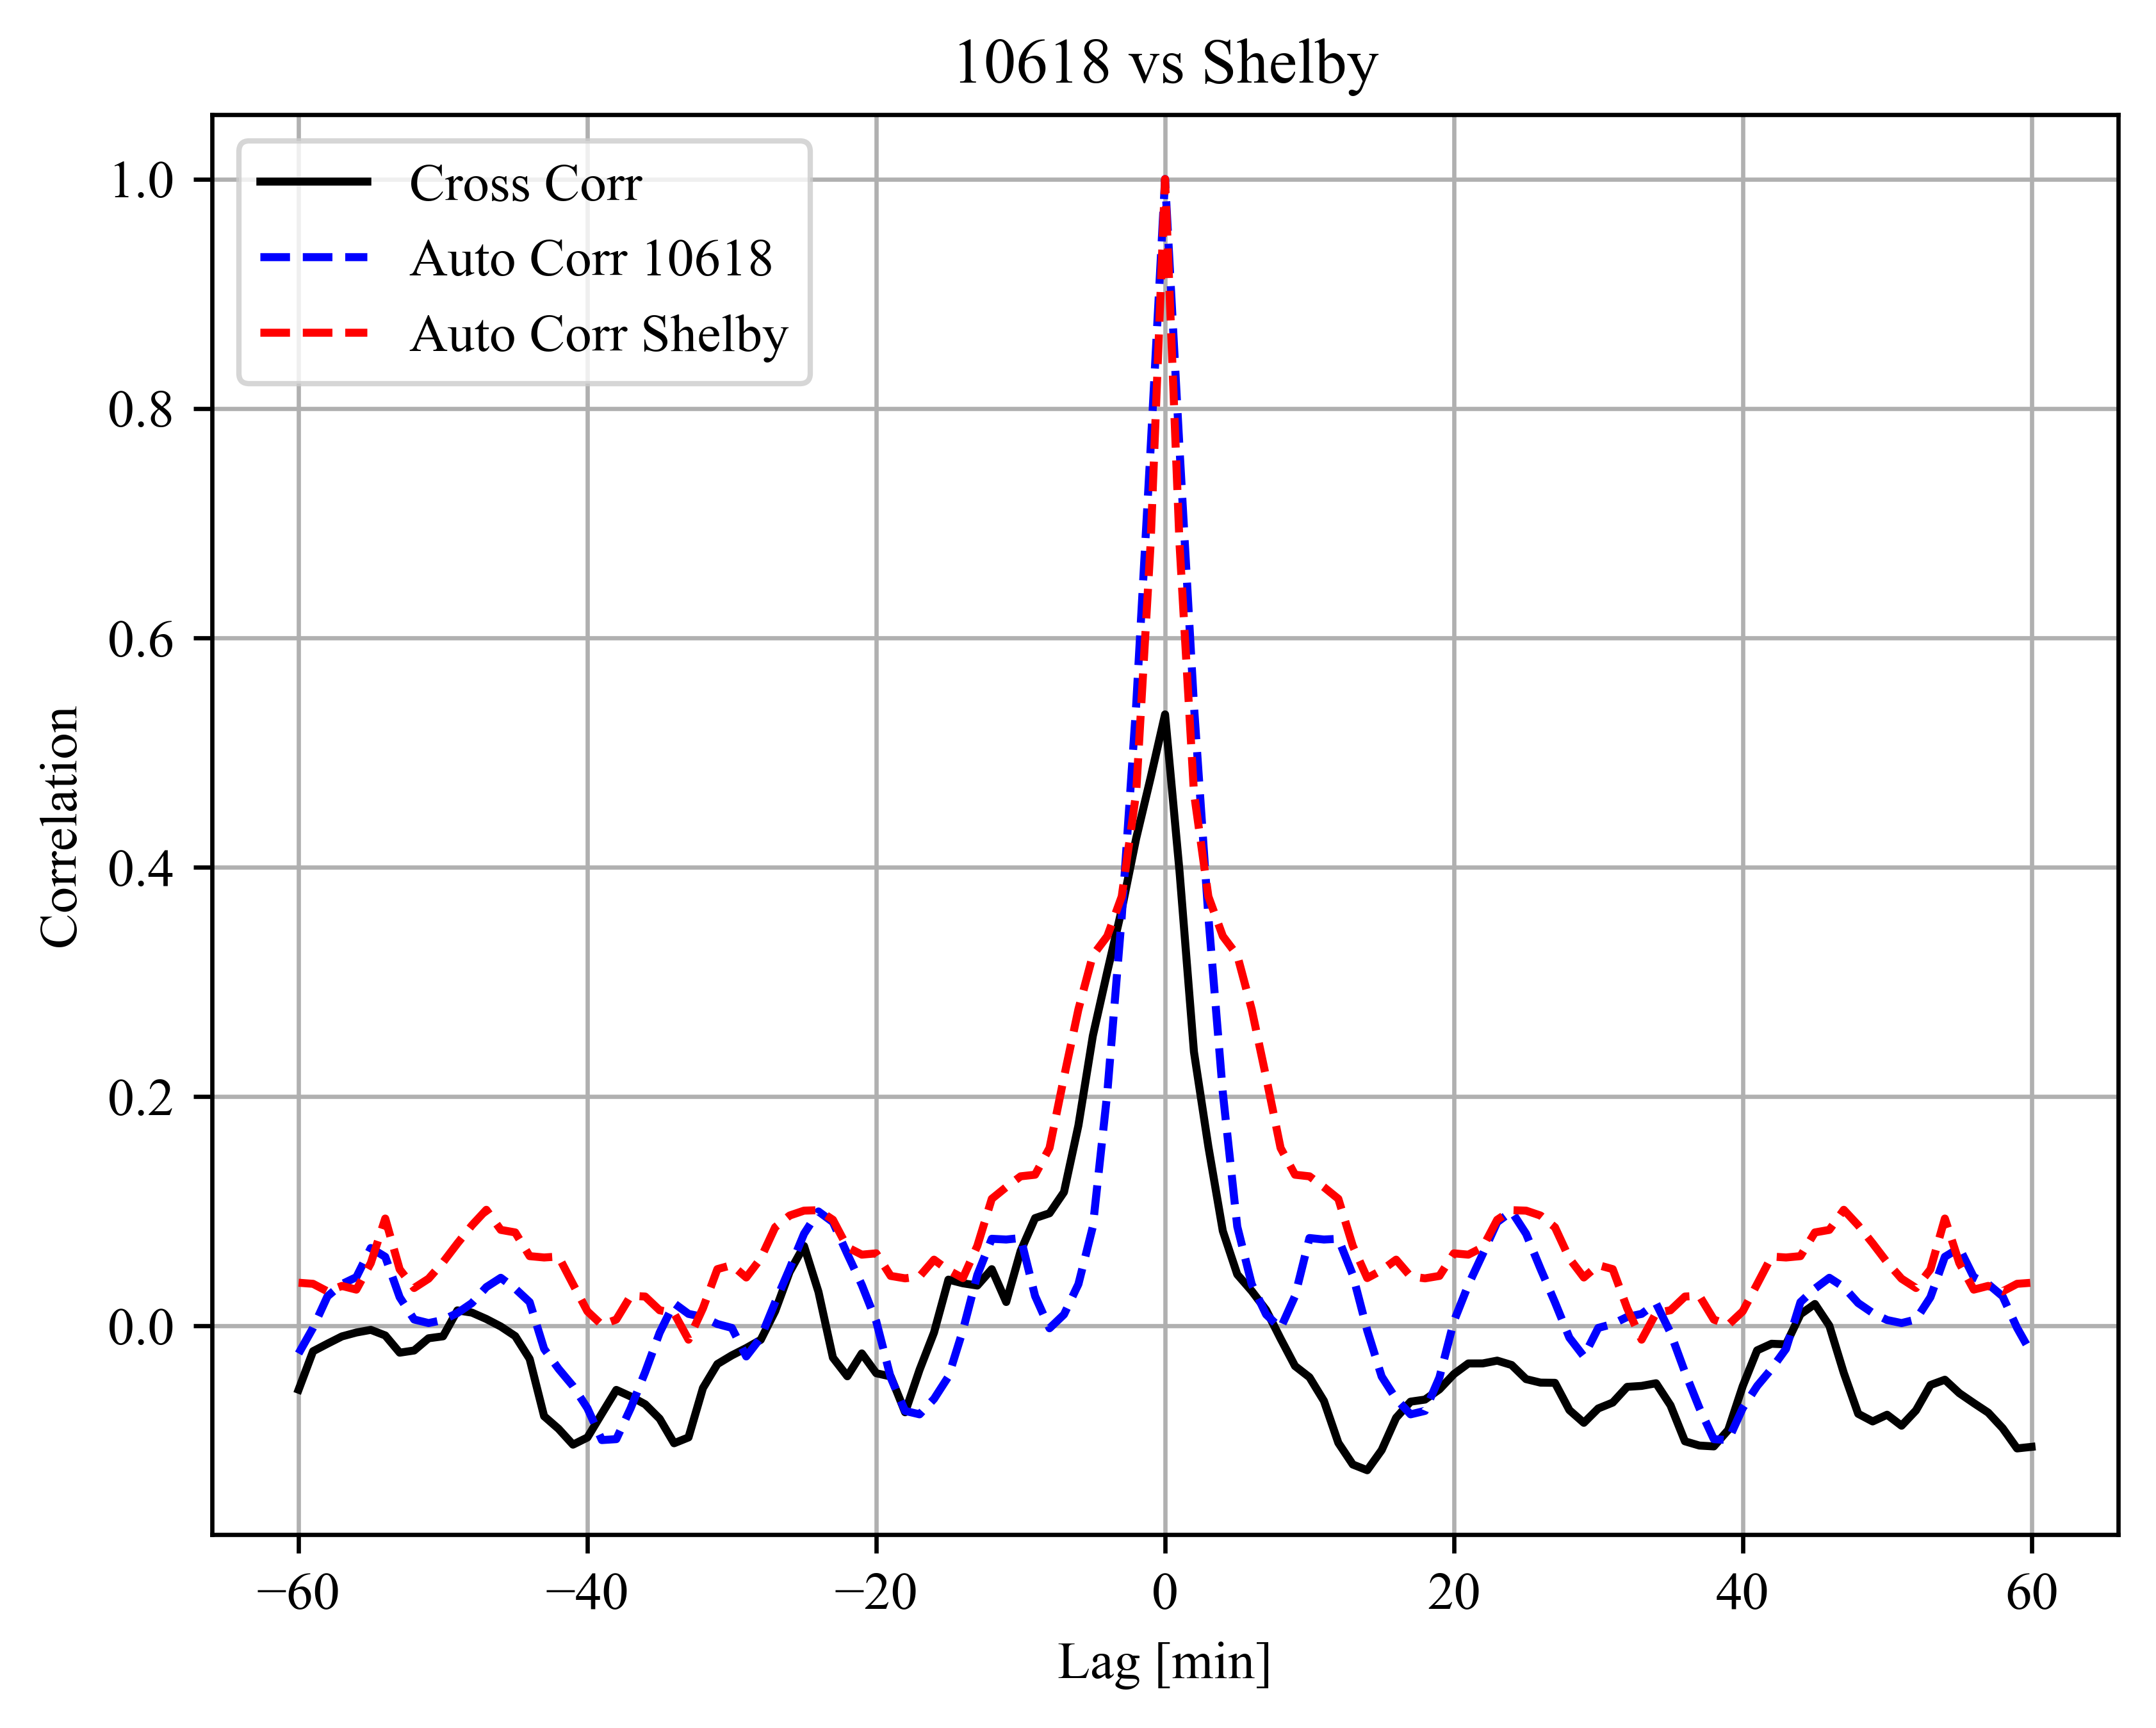 10618 vs Shelby
Cross Corr
Auto Corr 10618
Auto Corr Shelby
1.0
0.8
0.6
0.4
0.2
0.0
Correlation
−60 −40 −20 0 20 40 60
Lag [min]